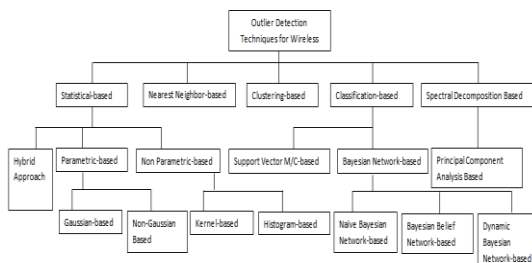 Outlier Detection
Techniques for Wireless
Statistical-based
Nearest Neighbor-based
Clustering-based
Classification-based
Spectral Decomposition Based
Hybrid
Approach
Parametric-based
Non Parametric-based
Support Vector M/C-based
Bayesian Network-based
Principal Component
Analysis Based
Gaussian-based
Non-Gaussian
Based
Kernel-based
Histogram-based
Naïve Bayesian
Network-based
Bayesian Belief
Network-based
Dynamic
Bayesian
Network-based